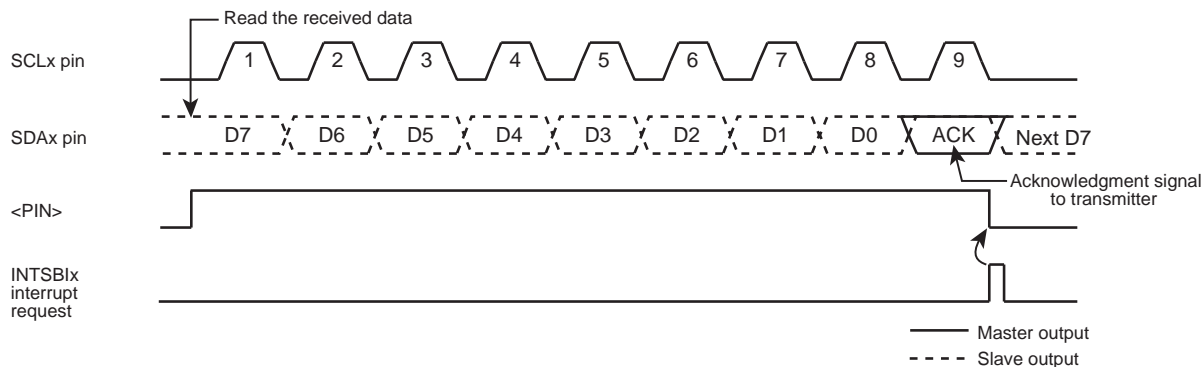 Read the received data
SCLx pin
1 2 3 4 5 6 7 8 9
SDAx pin
D7 D6 D5 D4 D3 D2 D1 D0 ACK Next D7
Acknowledgment signal
to transmitter
<PIN>
INTSBIx
interrupt
request
Master output
Slave output